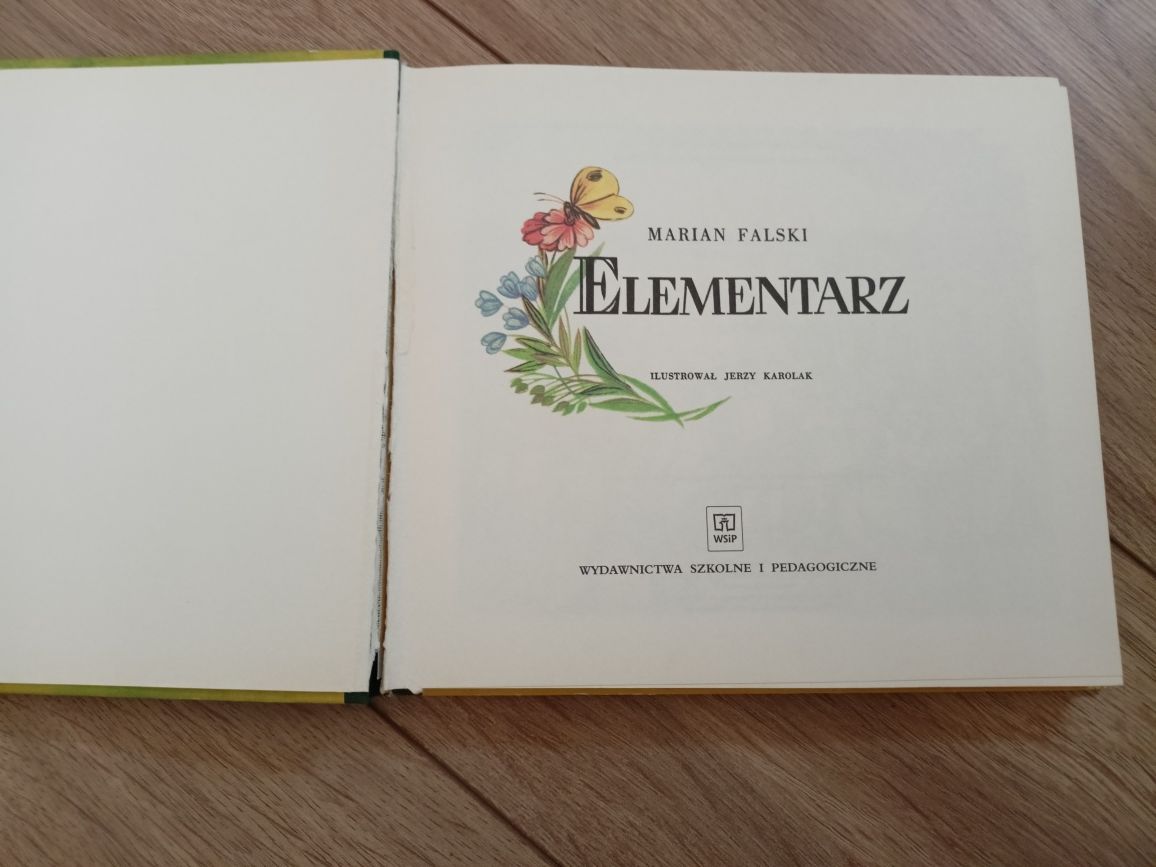 MARIAN FALSKI
ELEMENTARZ
ILUSTROWAŁ JERZY KAROLAK
WSiP
WYDAWNICTWA SZKOLNE I PEDAGOGICZNE